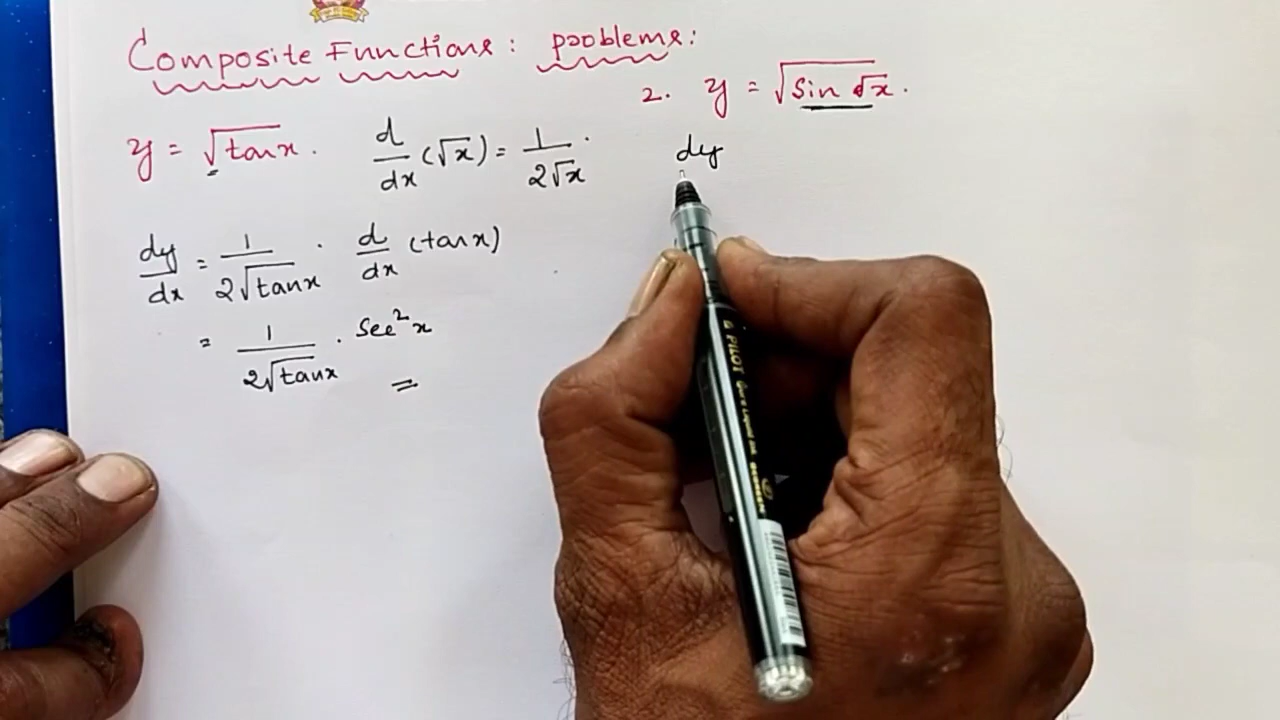 Composite Functions: problems:
y = √tanx. d/dx (√x) = 1/2√x.
dy/dx = 1/2√tanx . d/dx (tanx)
= 1/2√tanx . Sec²x
=
2. y = √sin√x.
dy
PILOT